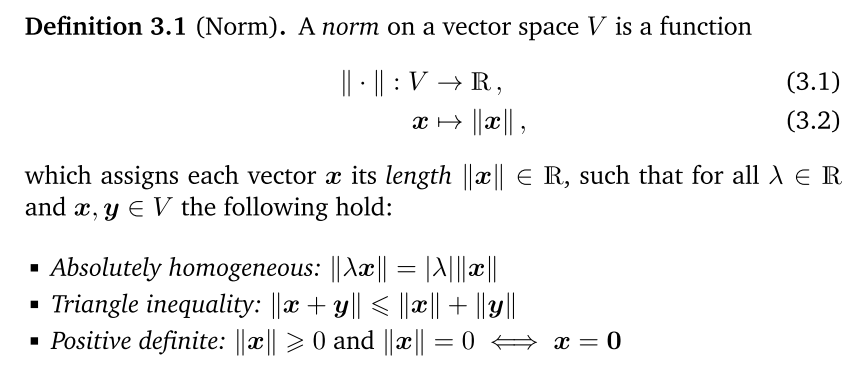 Definition 3.1 (Norm). A norm on a vector space V is a function
‖ · ‖ : V → ℝ , (3.1)
x ↦ ‖x‖ , (3.2)
which assigns each vector x its length ‖x‖ ∈ ℝ, such that for all λ ∈ ℝ
and x, y ∈ V the following hold:
▪ Absolutely homogeneous: ‖λx‖ = |λ|‖x‖
▪ Triangle inequality: ‖x + y‖ ⩽ ‖x‖ + ‖y‖
▪ Positive definite: ‖x‖ ⩾ 0 and ‖x‖ = 0 ⟺ x = 0